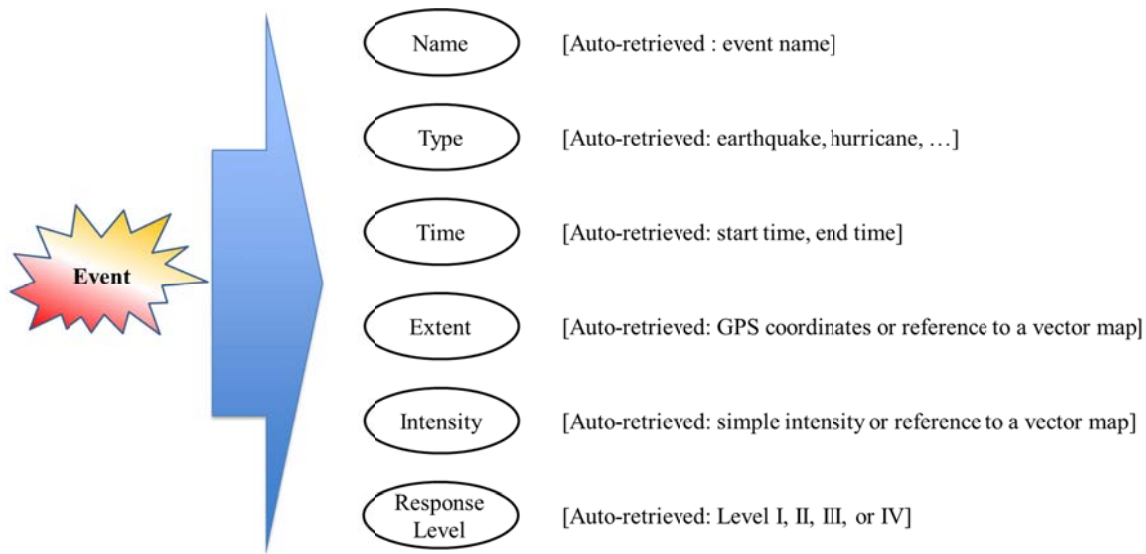 Name
[Auto-retrieved : event name]
Type
[Auto-retrieved: earthquake, hurricane, …]
Time
[Auto-retrieved: start time, end time]
Event
Extent
[Auto-retrieved: GPS coordinates or reference to a vector map]
Intensity
[Auto-retrieved: simple intensity or reference to a vector map]
Response
Level
[Auto-retrieved: Level I, II, III, or IV]